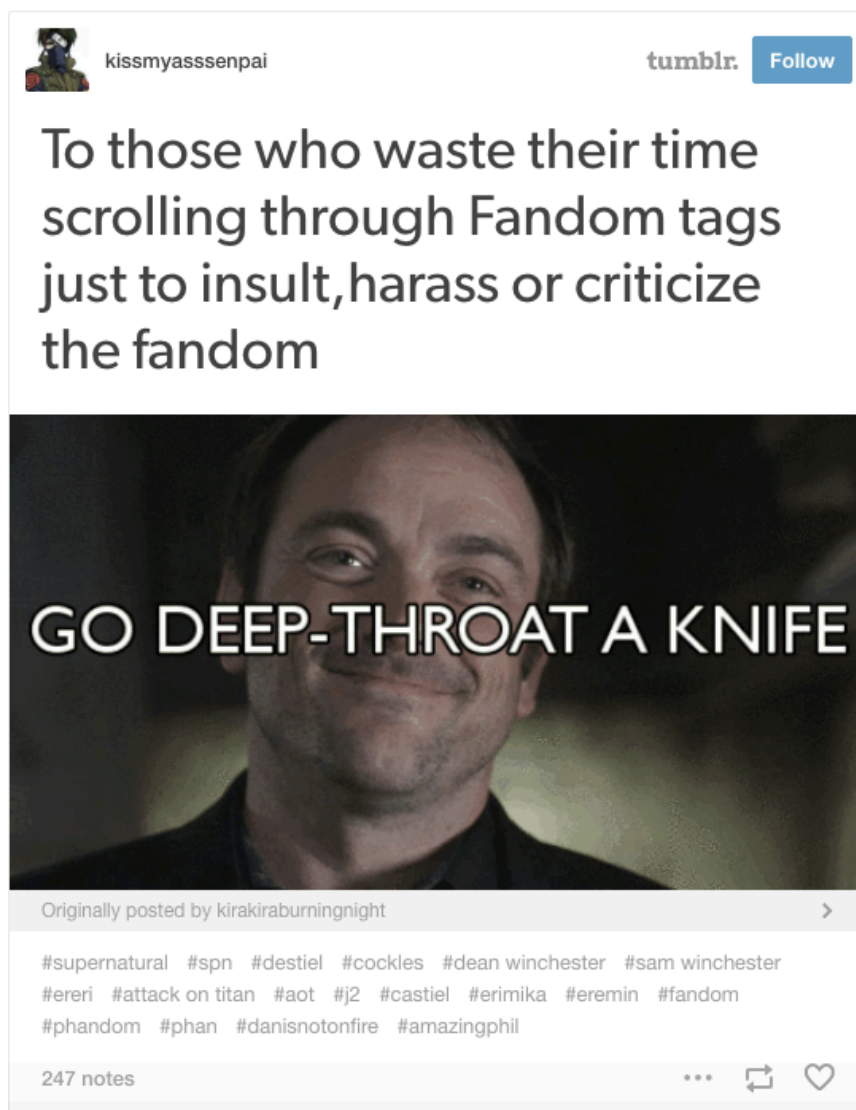 kissmyasssenpai
tumblr.
Follow
To those who waste their time
scrolling through Fandom tags
just to insult,harass or criticize
the fandom
GO DEEP-THROAT A KNIFE
Originally posted by kirakiraburningnight
#supernatural #spn #destiel #cockles #dean winchester #sam winchester
#ereri #attack on titan #aot #j2 #castiel #erimika #eremin #fandom
#phandom #phan #danisnotonfire #amazingphil
247 notes